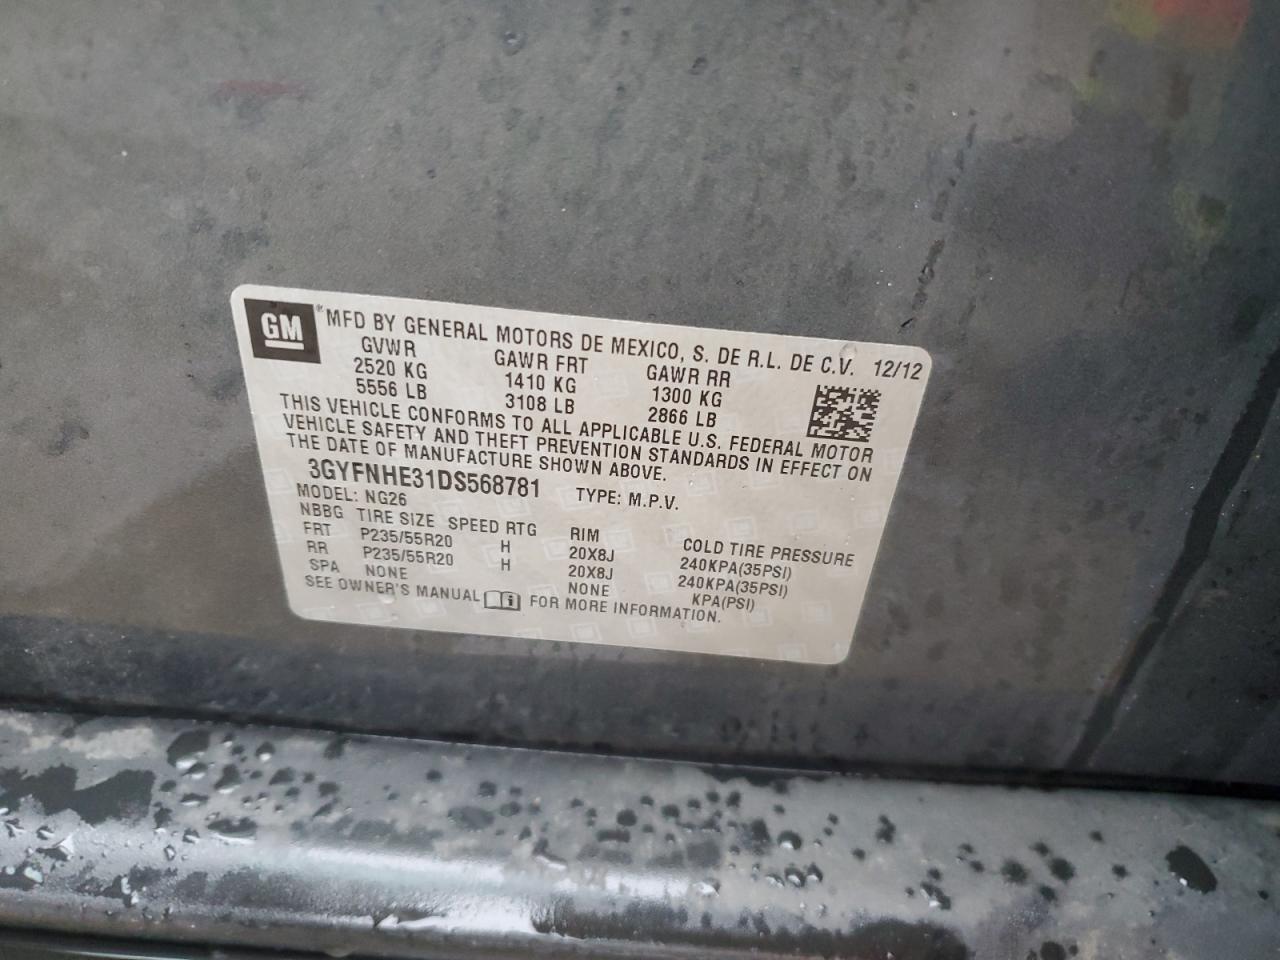 GM ® MFD BY GENERAL MOTORS DE MEXICO, S. DE R.L. DE C.V. 12/12
GVWR GAWR FRT GAWR RR
2520 KG 1410 KG 1300 KG
5556 LB 3108 LB 2866 LB
THIS VEHICLE CONFORMS TO ALL APPLICABLE U.S. FEDERAL MOTOR
VEHICLE SAFETY AND THEFT PREVENTION STANDARDS IN EFFECT ON
THE DATE OF MANUFACTURE SHOWN ABOVE.
3GYFNHE31DS568781 TYPE: M.P.V.
MODEL: NG26
NBBG TIRE SIZE SPEED RTG RIM COLD TIRE PRESSURE
FRT P235/55R20 H 20X8J 240KPA(35PSI)
RR P235/55R20 H 20X8J 240KPA(35PSI)
SPA NONE NONE KPA(PSI)
SEE OWNER'S MANUAL FOR MORE INFORMATION.